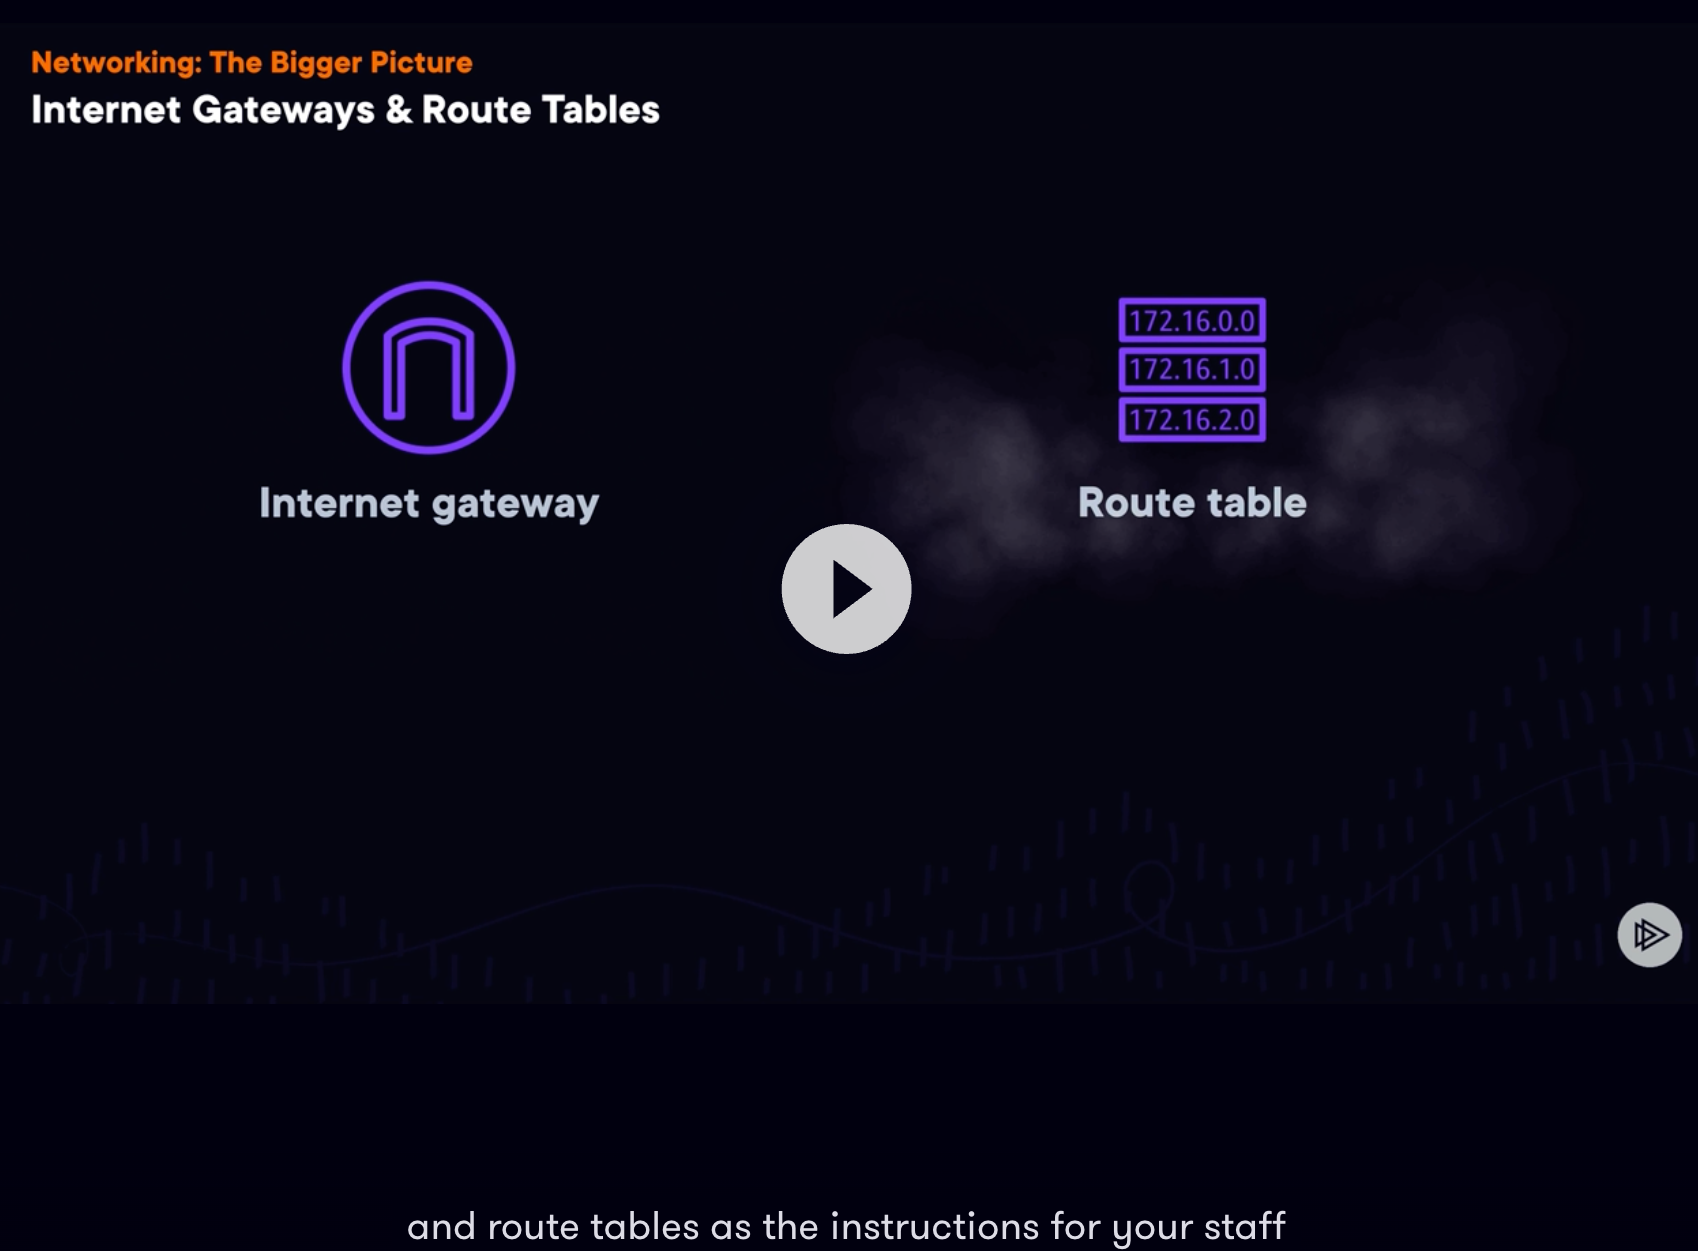 Networking: The Bigger Picture
Internet Gateways & Route Tables
172.16.0.0
172.16.1.0
172.16.2.0
Internet gateway
Route table
and route tables as the instructions for your staff